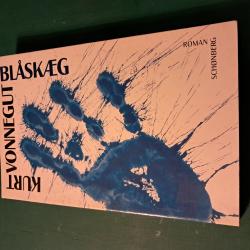 KURT
VONNEGUT
BLÅSKÆG
ROMAN
SCHØNBERG